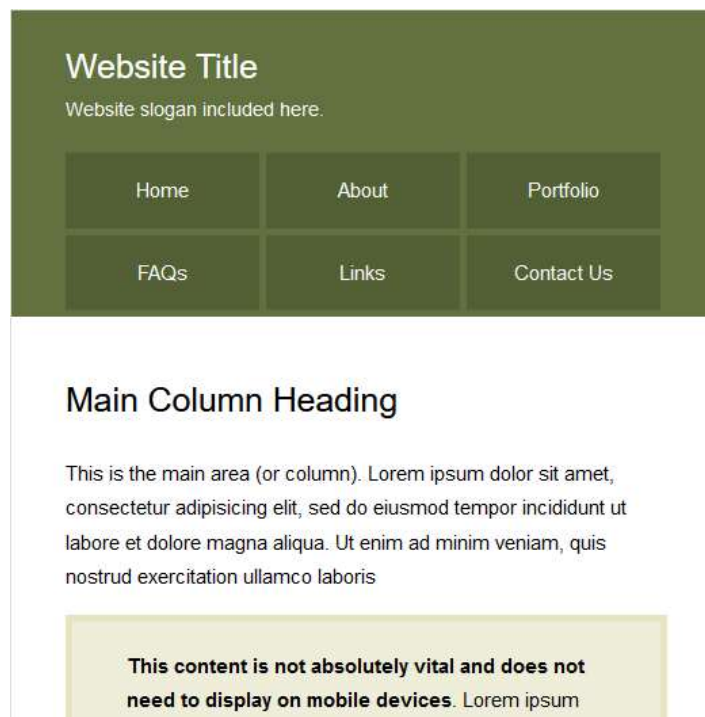 Website Title
Website slogan included here.
Home About Portfolio
FAQs Links Contact Us
Main Column Heading
This is the main area (or column). Lorem ipsum dolor sit amet,
consectetur adipisicing elit, sed do eiusmod tempor incididunt ut
labore et dolore magna aliqua. Ut enim ad minim veniam, quis
nostrud exercitation ullamco laboris
This content is not absolutely vital and does not
need to display on mobile devices. Lorem ipsum